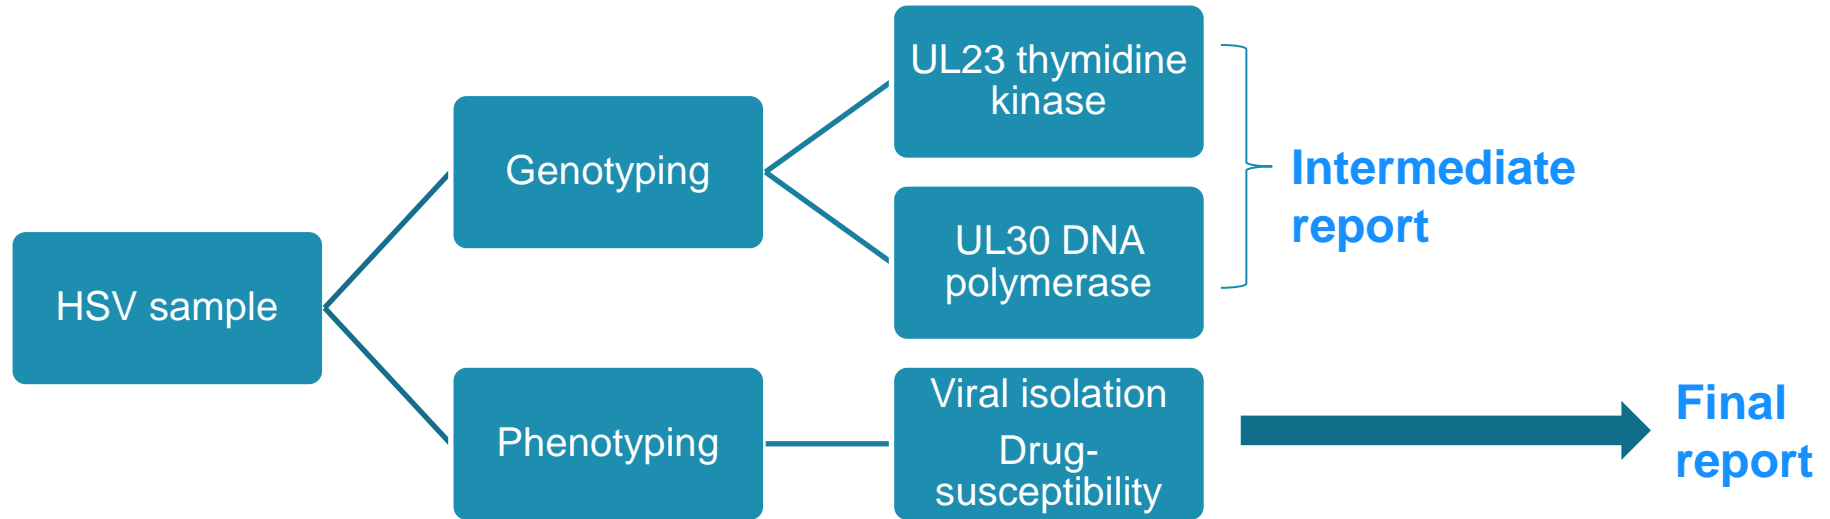 HSV sample
Genotyping
Phenotyping
UL23 thymidine
kinase
UL30 DNA
polymerase
Viral isolation
Drug-
susceptibility
Intermediate
report
Final
report